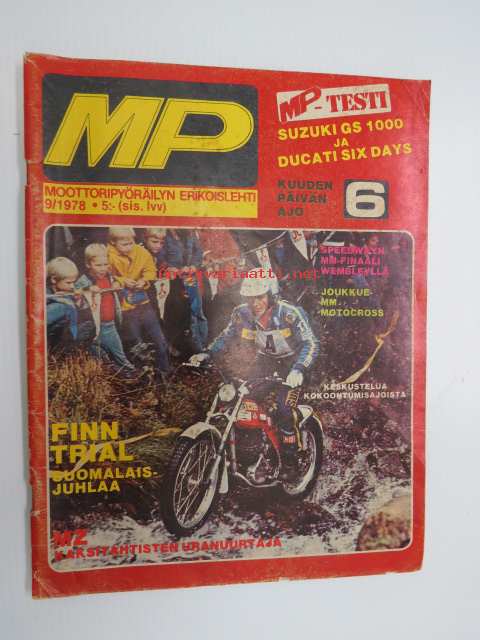 MP
MOOTTORIPYÖRÄILYN ERIKOISLEHTI
9/1978 • 5:- (sis. lvv)
MP-TESTI
SUZUKI GS 1000
JA
DUCATI SIX DAYS
KUUDEN
PÄIVÄN
AJO
6
SPEEDWAYN
MM-FINAALI
WEMBLEYLLÄ
JOUKKUE-
MM-
MOTOCROSS
KESKUSTELUA
KOKOONTUMISAJOISTA
A
FINN
TRIAL
SUOMALAIS-
JUHLAA
MZ
KAKSITAHTISTEN URANUURTAJA